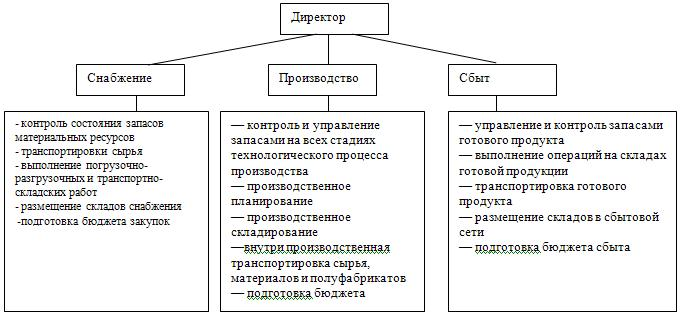 Директор
Снабжение
Производство
Сбыт
- контроль состояния запасов
материальных ресурсов
- транспортировки сырья
- выполнение погрузочно-
разгрузочных и транспортно-
складских работ
- размещение складов снабжения
-подготовка бюджета закупок
— контроль и управление
запасами на всех стадиях
технологического процесса
производства
— производственное
планирование
— производственное
складирование
—внутри производственная
транспортировка сырья,
материалов и полуфабрикатов
— подготовка бюджета
— управление и контроль запасами
готового продукта
— выполнение операций на складах
готовой продукции
— транспортировка готового
продукта
— размещение складов в сбытовой
сети
— подготовка бюджета сбыта